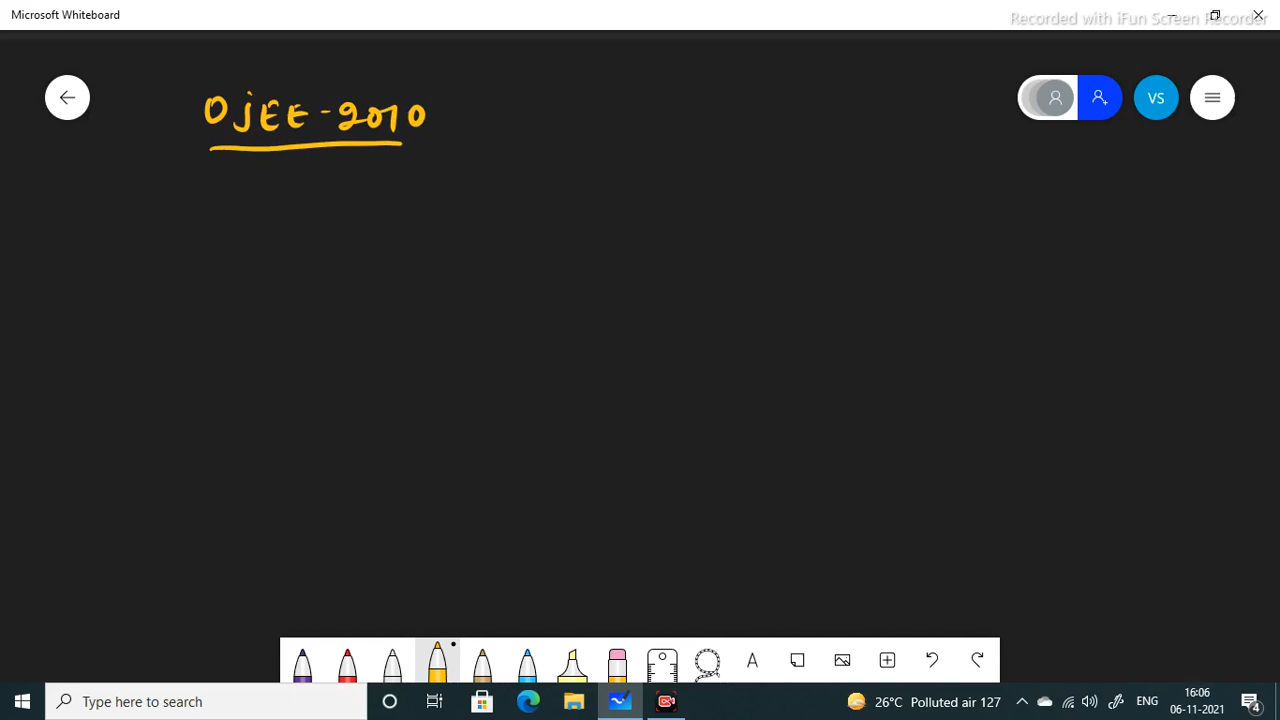 Microsoft Whiteboard
Recorded with iFun Screen Recorder
OJEE-2010
VS
A
Type here to search
26°C Polluted air 127
ENG
16:06
06-11-2021
4